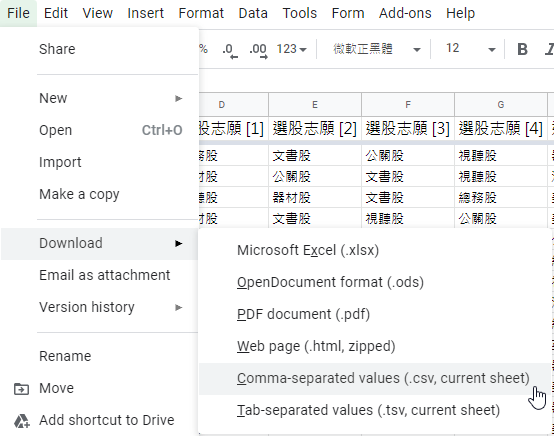 File Edit View Insert Format Data Tools Form Add-ons Help
Share
% .0 .00 123 微軟正黑體 12 B
New
D E F G
Open Ctrl+O
股志願 [1] 選股志願 [2] 選股志願 [3] 選股志願 [4]
Import
務股 文書股 公關股 視聽股
材股 公關股 文書股 視聽股
Make a copy
聽股 器材股 文書股 總務股
材股 文書股 視聽股 公關股
Download
Microsoft Excel (.xlsx)
Email as attachment
OpenDocument format (.ods)
Version history
PDF document (.pdf)
Web page (.html, zipped)
Rename
Comma-separated values (.csv, current sheet)
Move
Tab-separated values (.tsv, current sheet)
Add shortcut to Drive